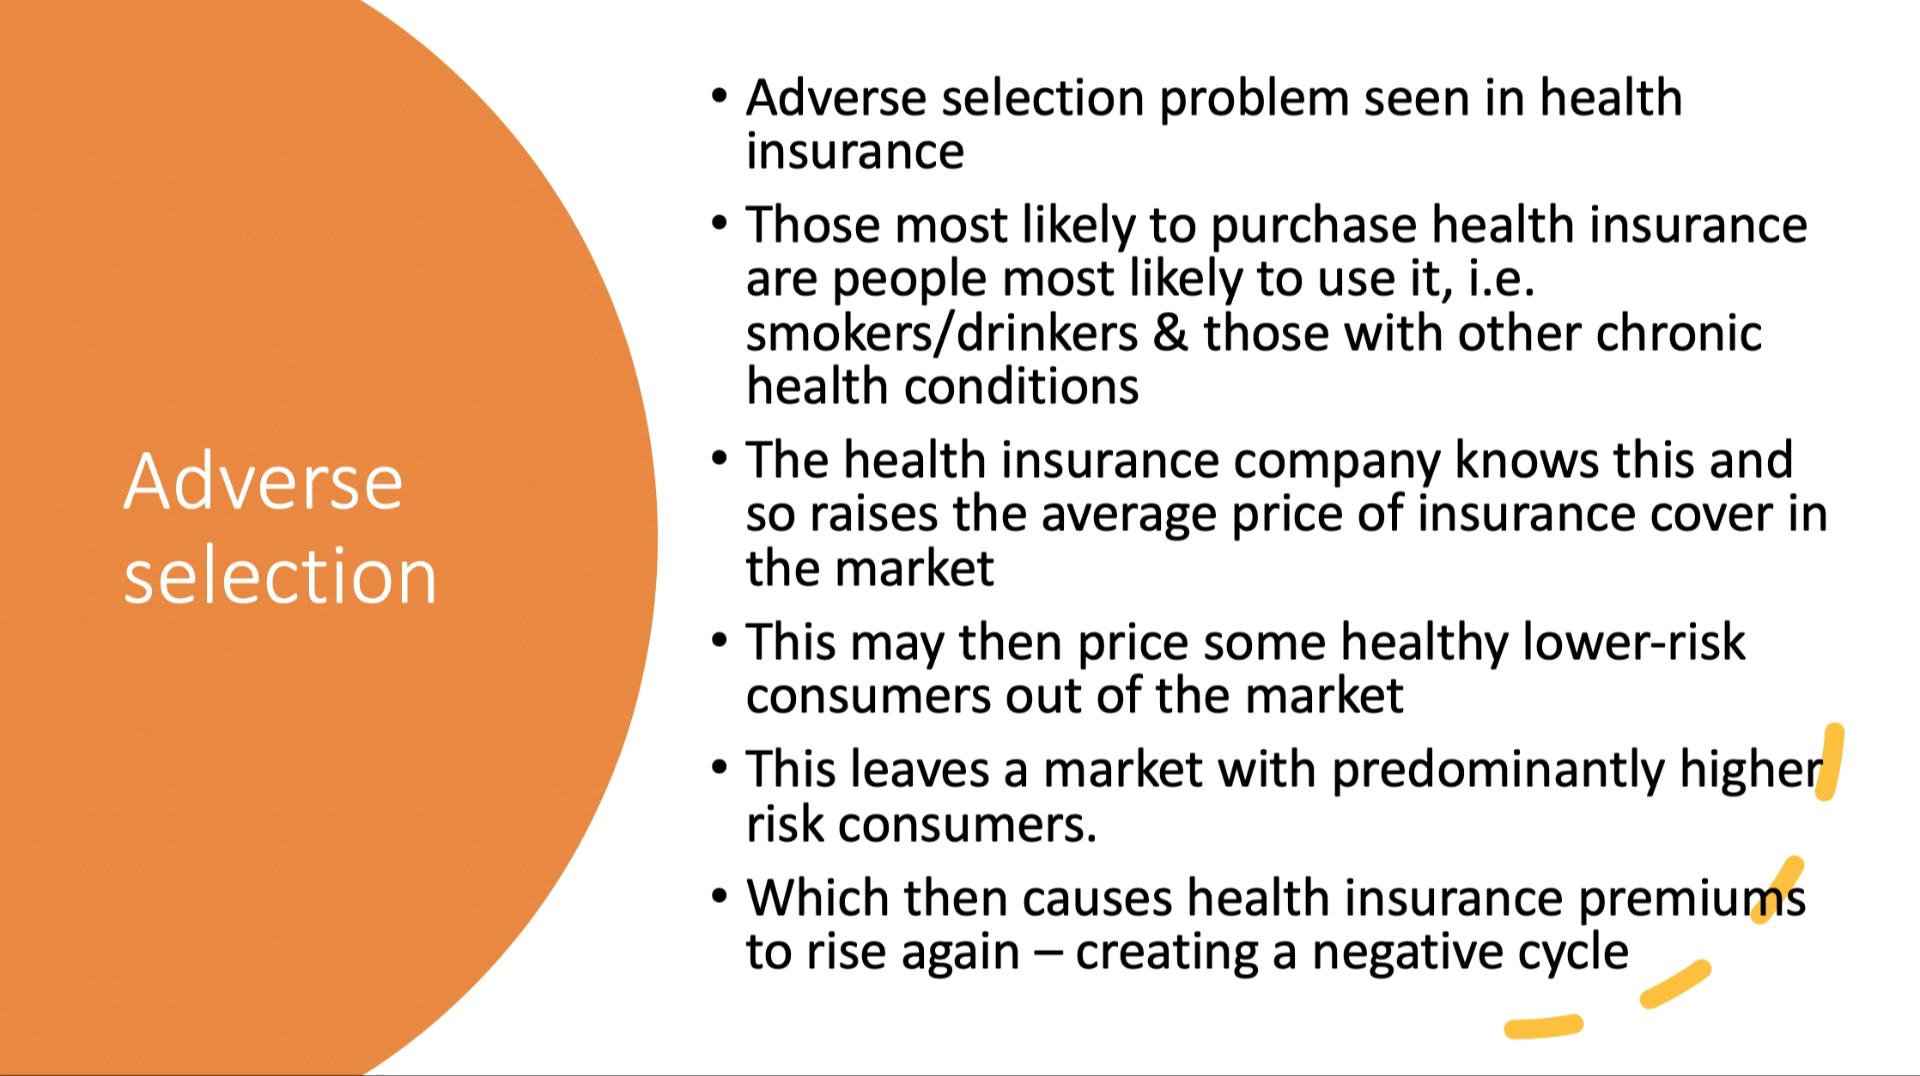 Adverse
selection
• Adverse selection problem seen in health
insurance
• Those most likely to purchase health insurance
are people most likely to use it, i.e.
smokers/drinkers & those with other chronic
health conditions
• The health insurance company knows this and
so raises the average price of insurance cover in
the market
• This may then price some healthy lower-risk
consumers out of the market
• This leaves a market with predominantly higher
risk consumers.
• Which then causes health insurance premiums
to rise again – creating a negative cycle